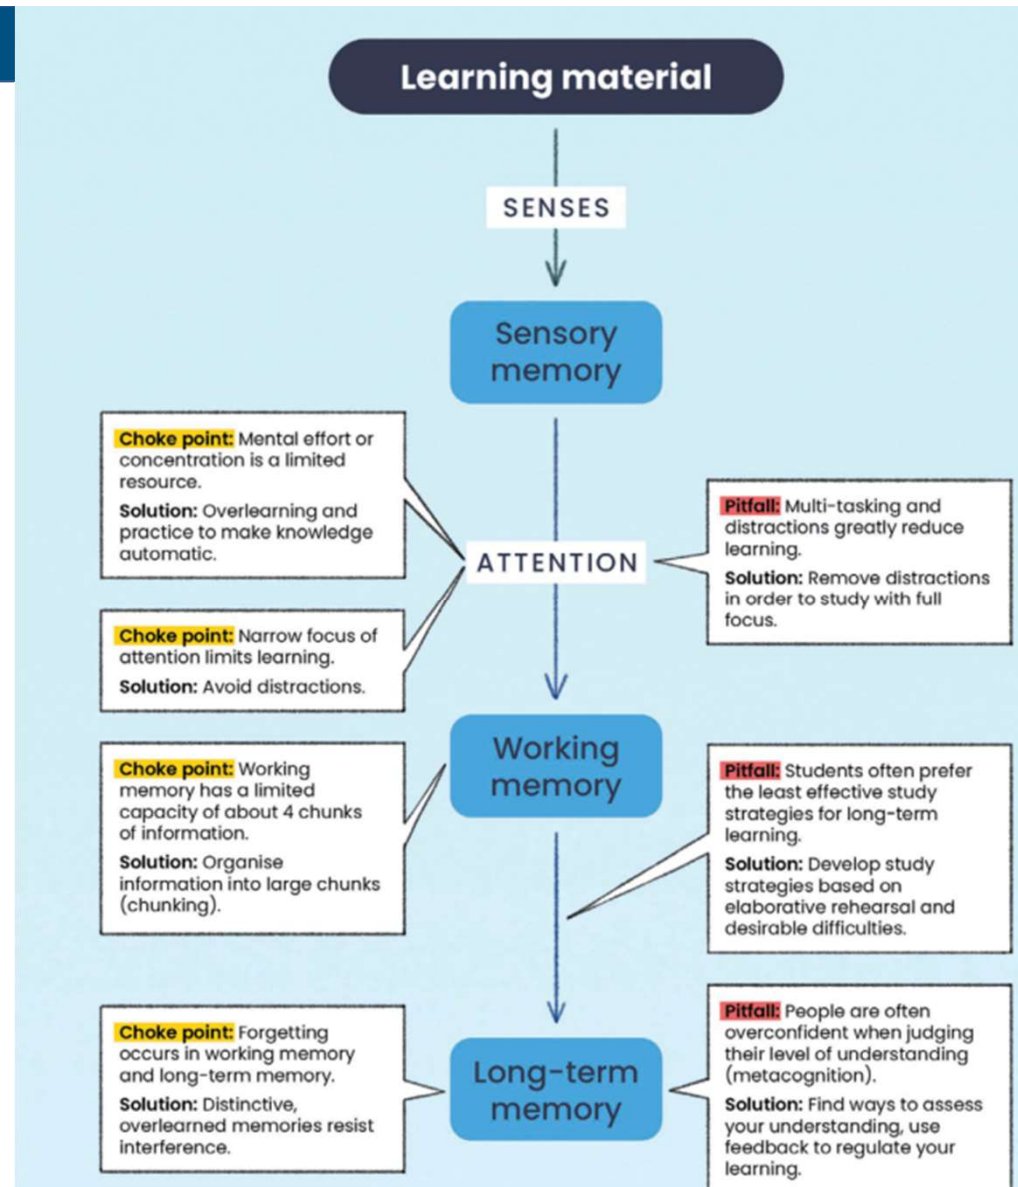 Learning material
SENSES
Sensory
memory
Choke point: Mental effort or
concentration is a limited
resource.
Solution: Overlearning and
practice to make knowledge
automatic.
Pitfall: Multi-tasking and
distractions greatly reduce
learning.
Solution: Remove distractions
in order to study with full
focus.
ATTENTION
Choke point: Narrow focus of
attention limits learning.
Solution: Avoid distractions.
Working
memory
Choke point: Working
memory has a limited
capacity of about 4 chunks
of information.
Solution: Organise
information into large chunks
(chunking).
Pitfall: Students often prefer
the least effective study
strategies for long-term
learning.
Solution: Develop study
strategies based on
elaborative rehearsal and
desirable difficulties.
Choke point: Forgetting
occurs in working memory
and long-term memory.
Solution: Distinctive,
overlearned memories resist
interference.
Long-term
memory
Pitfall: People are often
overconfident when judging
their level of understanding
(metacognition).
Solution: Find ways to assess
your understanding, use
feedback to regulate your
learning.